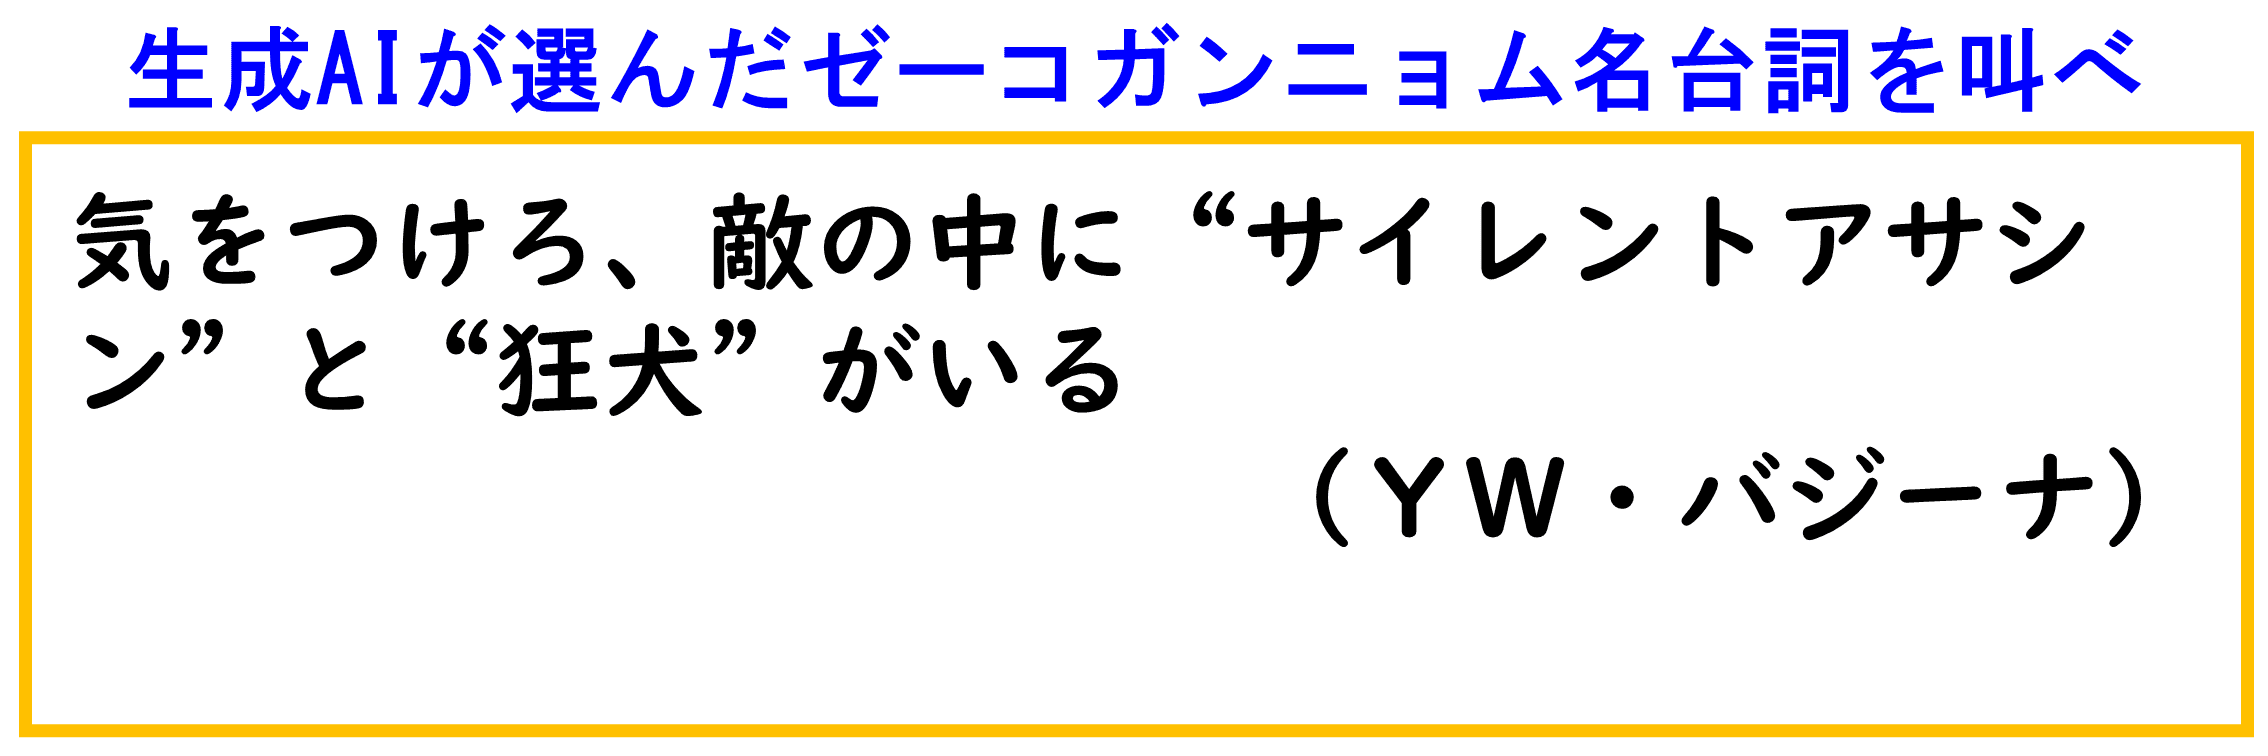 生成AIが選んだゼーコガンニョム名台詞を叫べ
気をつけろ、敵の中に“サイレントアサシ
ン”と“狂犬”がいる
（ＹＷ・バジーナ）